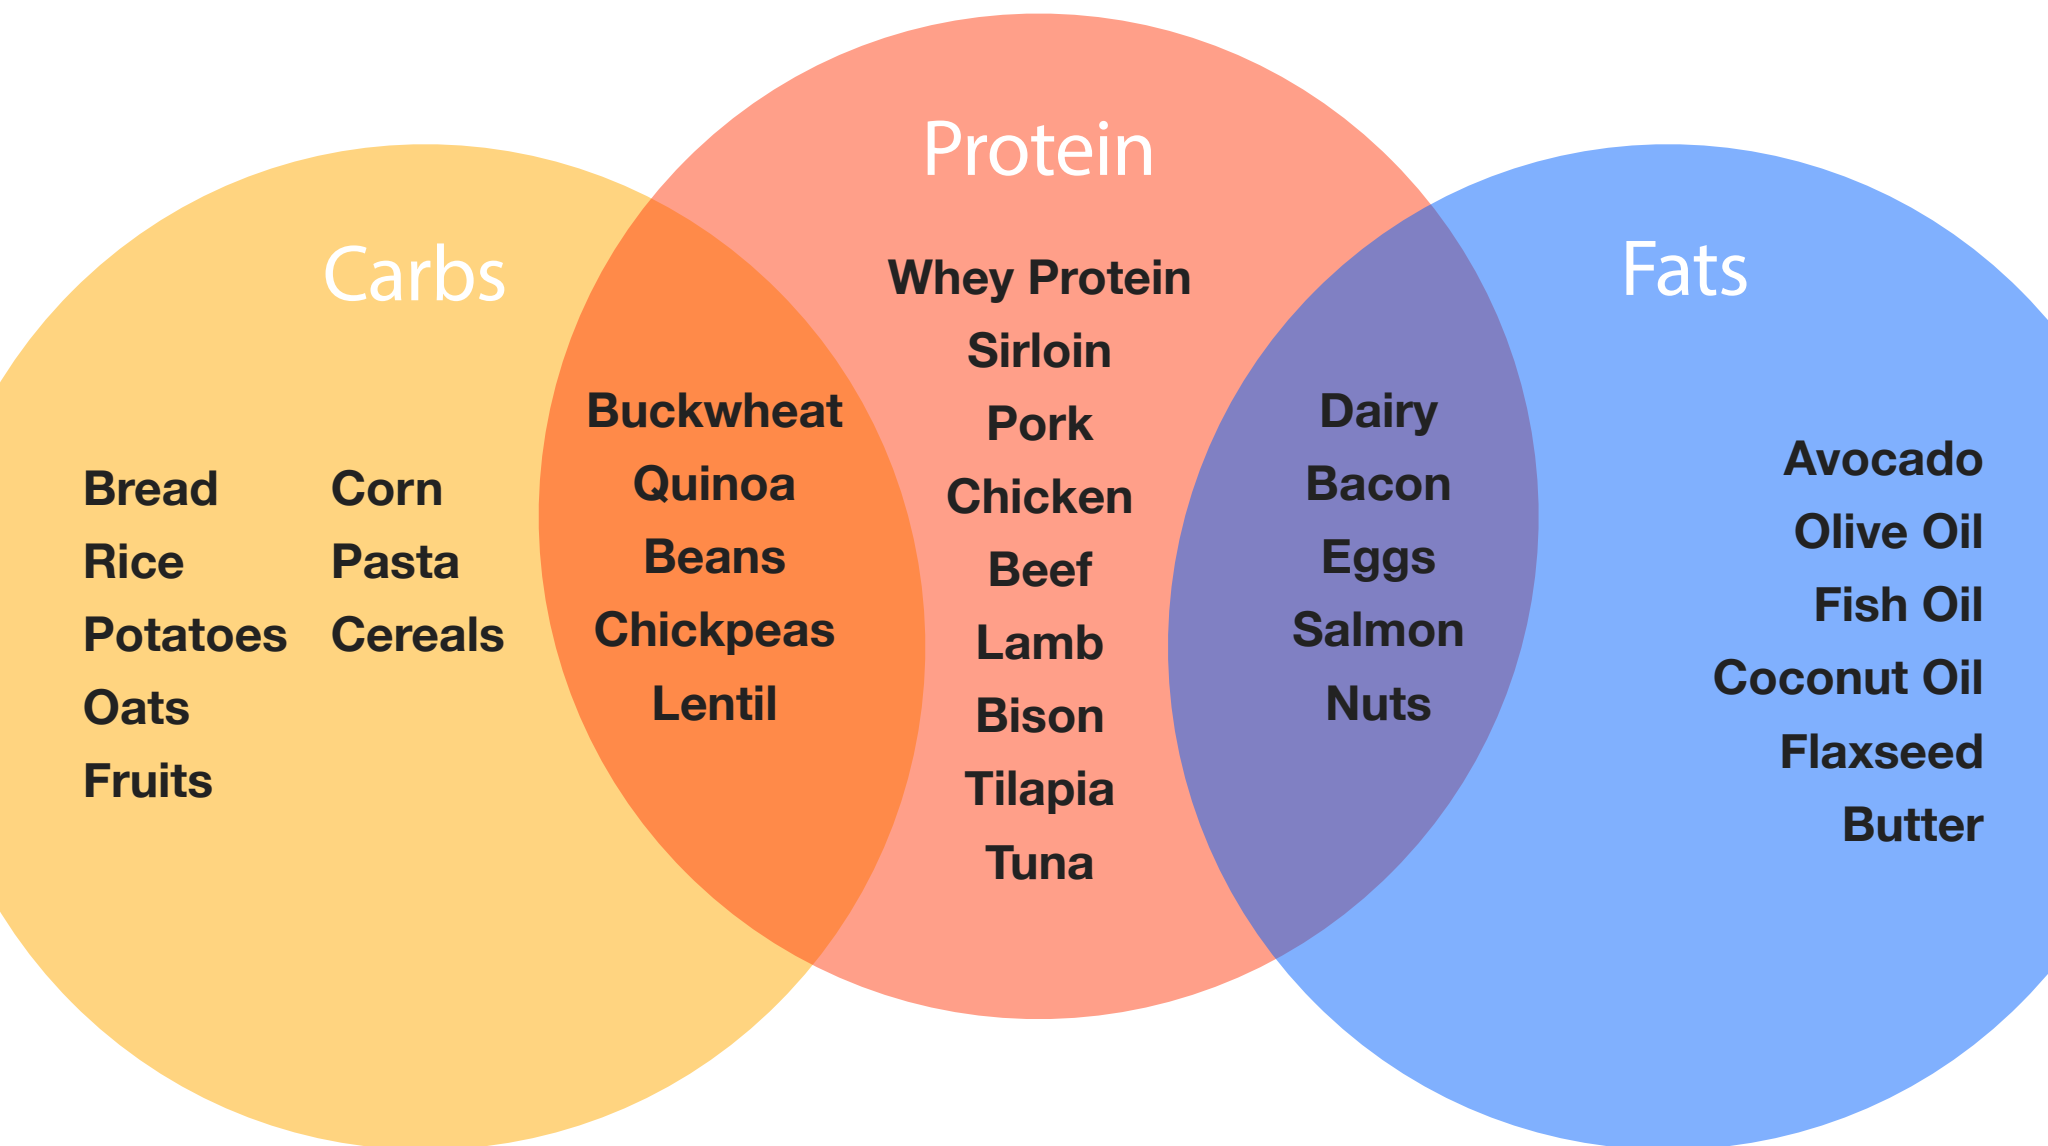 Protein
Carbs
Fats
Bread
Rice
Potatoes
Oats
Fruits
Corn
Pasta
Cereals
Buckwheat
Quinoa
Beans
Chickpeas
Lentil
Whey Protein
Sirloin
Pork
Chicken
Beef
Lamb
Bison
Tilapia
Tuna
Dairy
Bacon
Eggs
Salmon
Nuts
Avocado
Olive Oil
Fish Oil
Coconut Oil
Flaxseed
Butter